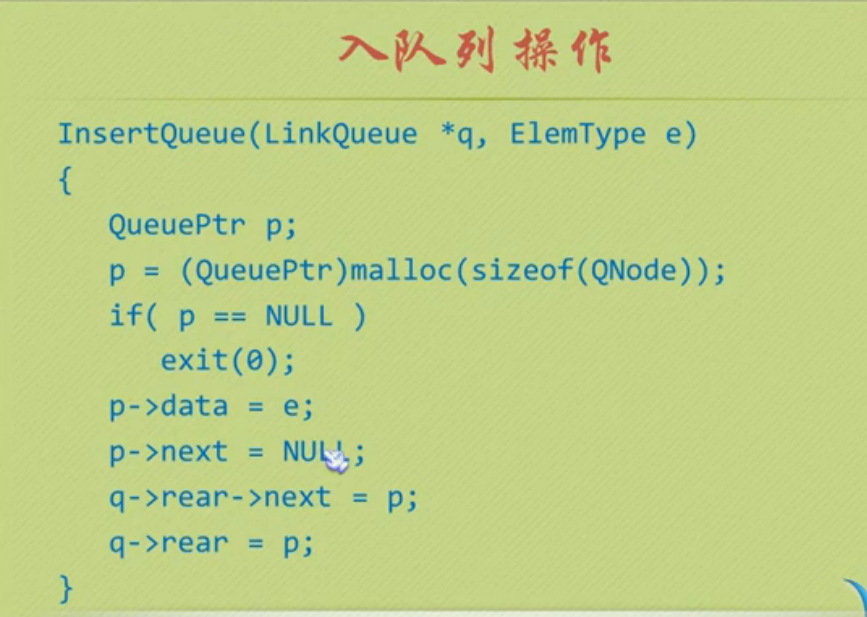 入队列操作
InsertQueue(LinkQueue *q, ElemType e)
{
QueuePtr p;
p = (QueuePtr)malloc(sizeof(QNode));
if( p == NULL )
exit(0);
p->data = e;
p->next = NULL;
q->rear->next = p;
q->rear = p;
}